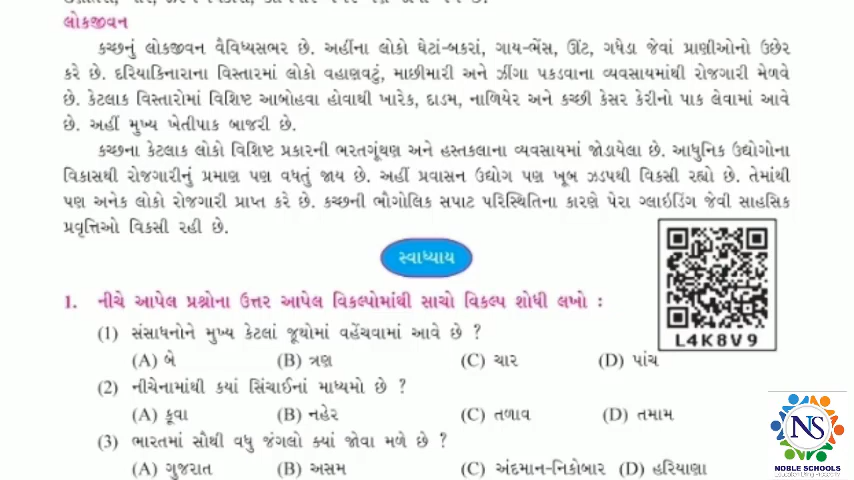 લોકજીવન
કચ્છનું લોકજીવન વૈવિધ્યસભર છે. અહીંના લોકો ઘેટાં-બકરાં, ગાય-ભેંસ, ઊંટ, ગધેડા જેવાં પ્રાણીઓનો ઉછેર
કરે છે. દરિયાકિનારાના વિસ્તારમાં લોકો વહાણવટું, માછીમારી અને ઝીંગા પકડવાના વ્યવસાયમાંથી રોજગારી મેળવે
છે. કેટલાક વિસ્તારોમાં વિશિષ્ટ આબોહવા હોવાથી ખારેક, દાડમ, નાળિયેર અને કચ્છી કેસર કેરીનો પાક લેવામાં આવે
છે. અહીં મુખ્ય ખેતીપાક બાજરી છે.
કચ્છના કેટલાક લોકો વિશિષ્ટ પ્રકારની ભરતગૂંથણ અને હસ્તકલાના વ્યવસાયમાં જોડાયેલા છે. આધુનિક ઉદ્યોગોના
વિકાસથી રોજગારીનું પ્રમાણ પણ વધતું જાય છે. અહીં પ્રવાસન ઉદ્યોગ પણ ખૂબ ઝડપથી વિકસી રહ્યો છે. તેમાંથી
પણ અનેક લોકો રોજગારી પ્રાપ્ત કરે છે. કચ્છની ભૌગોલિક સપાટ પરિસ્થિતિના કારણે પેરા ગ્લાઇડિંગ જેવી સાહસિક
પ્રવૃત્તિઓ વિકસી રહી છે.
સ્વાધ્યાય
1. નીચે આપેલ પ્રશ્નોના ઉત્તર આપેલ વિકલ્પોમાંથી સાચો વિકલ્પ શોધી લખો :
(1) સંસાધનોને મુખ્ય કેટલાં જૂથોમાં વહેંચવામાં આવે છે ?
(A) બે (B) ત્રણ (C) ચાર (D) પાંચ
L4K8V9
(2) નીચેનામાંથી કયાં સિંચાઈનાં માધ્યમો છે ?
(A) કૂવા (B) નહેર (C) તળાવ (D) તમામ
(3) ભારતમાં સૌથી વધુ જંગલો ક્યાં જોવા મળે છે ?
(A) ગુજરાત (B) અસમ (C) અંદમાન-નિકોબાર (D) હરિયાણા
NS
NOBLE SCHOOLS